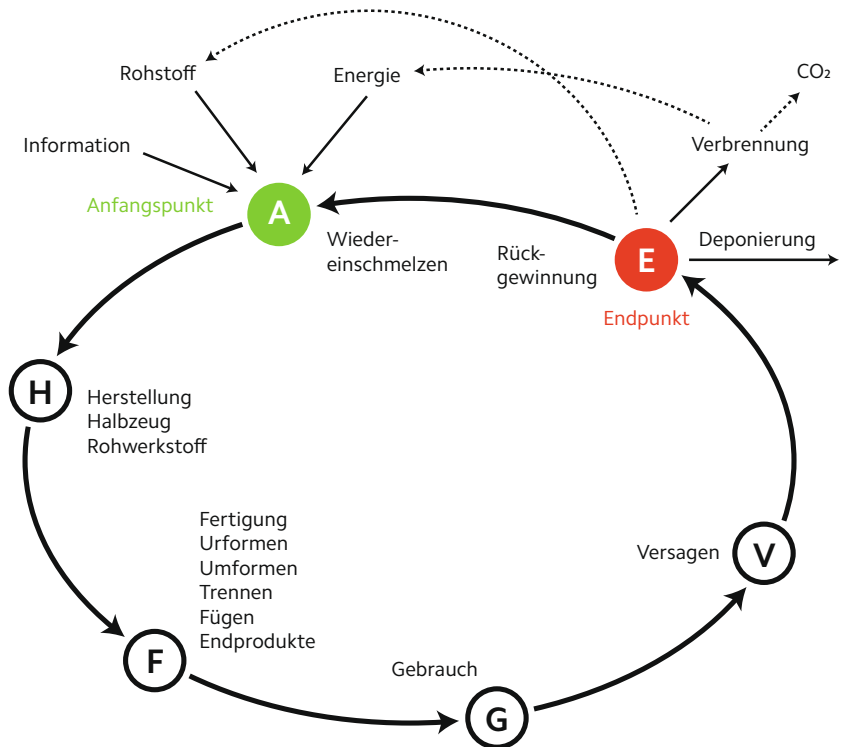 Rohstoff
Energie
CO₂
Information
Verbrennung
Anfangspunkt
A
Wieder-
einschmelzen
Rück-
gewinnung
E
Deponierung
Endpunkt
H
Herstellung
Halbzeug
Rohwerkstoff
Fertigung
Urformen
Umformen
Trennen
Fügen
Endprodukte
F
Gebrauch
G
Versagen
V